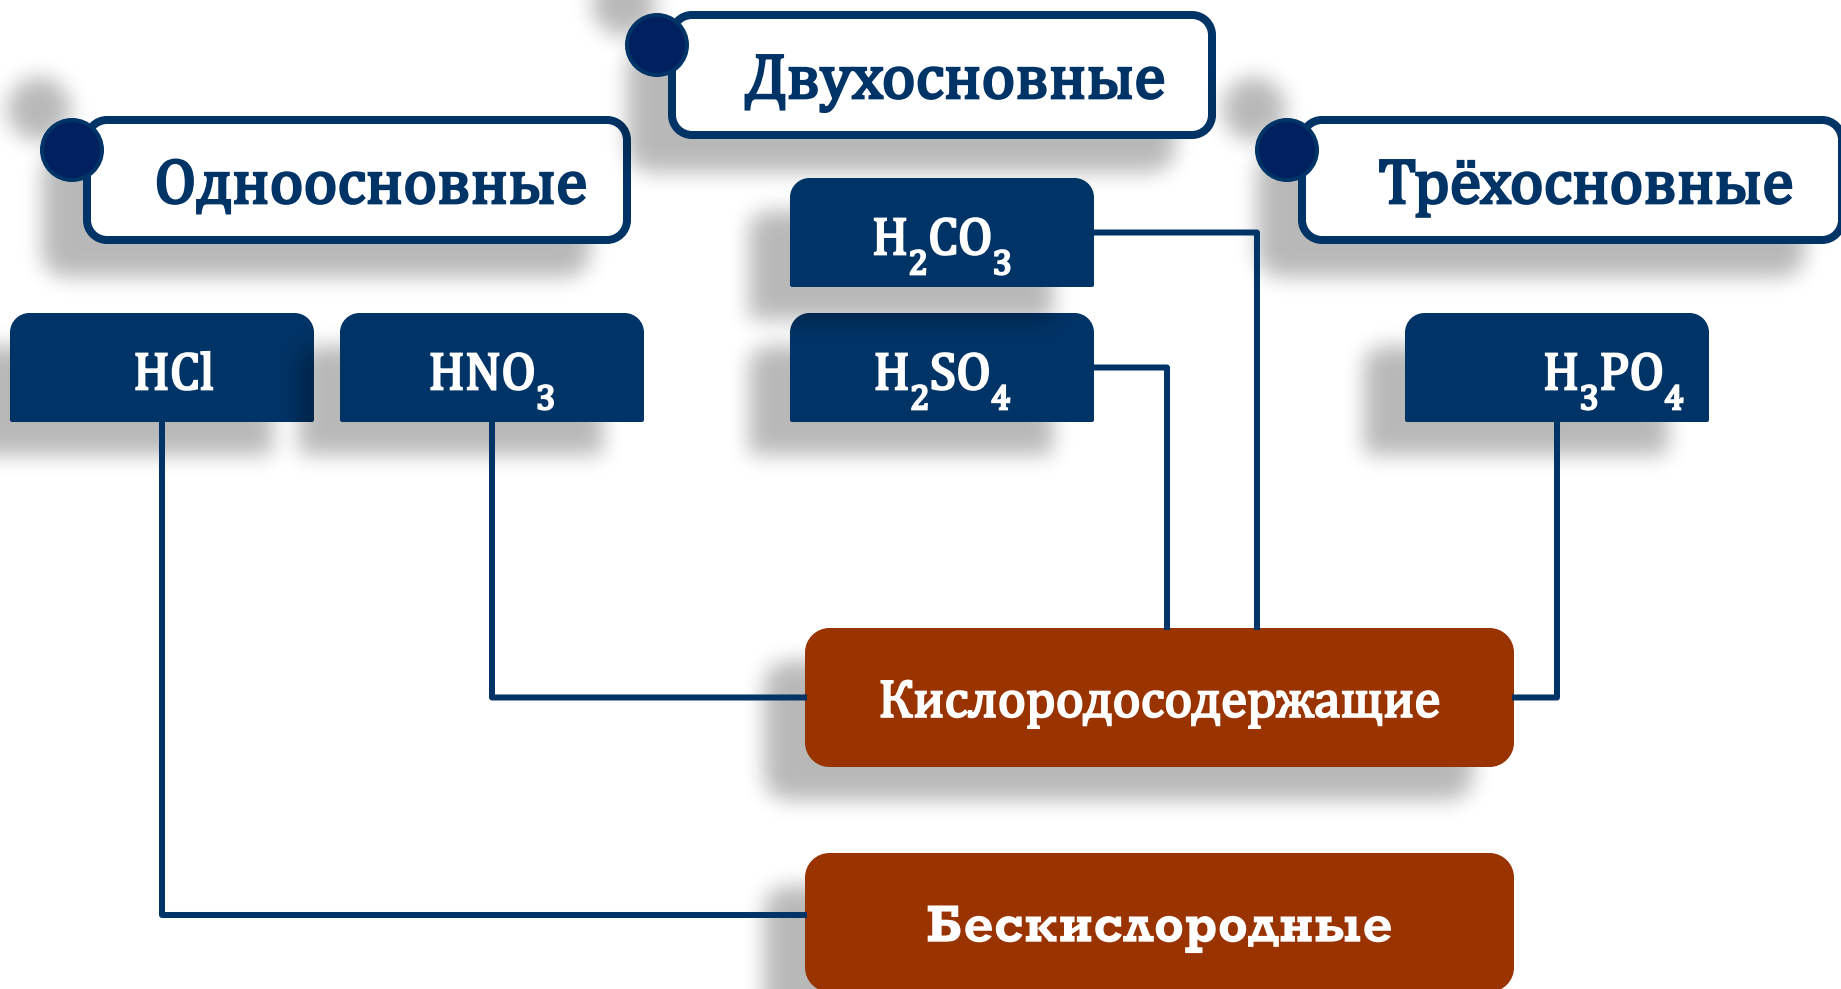 Двухосновные
Одноосновные
Трёхосновные
H₂CO₃
HCl
HNO₃
H₂SO₄
H₃PO₄
Кислородосодержащие
Бескислородные